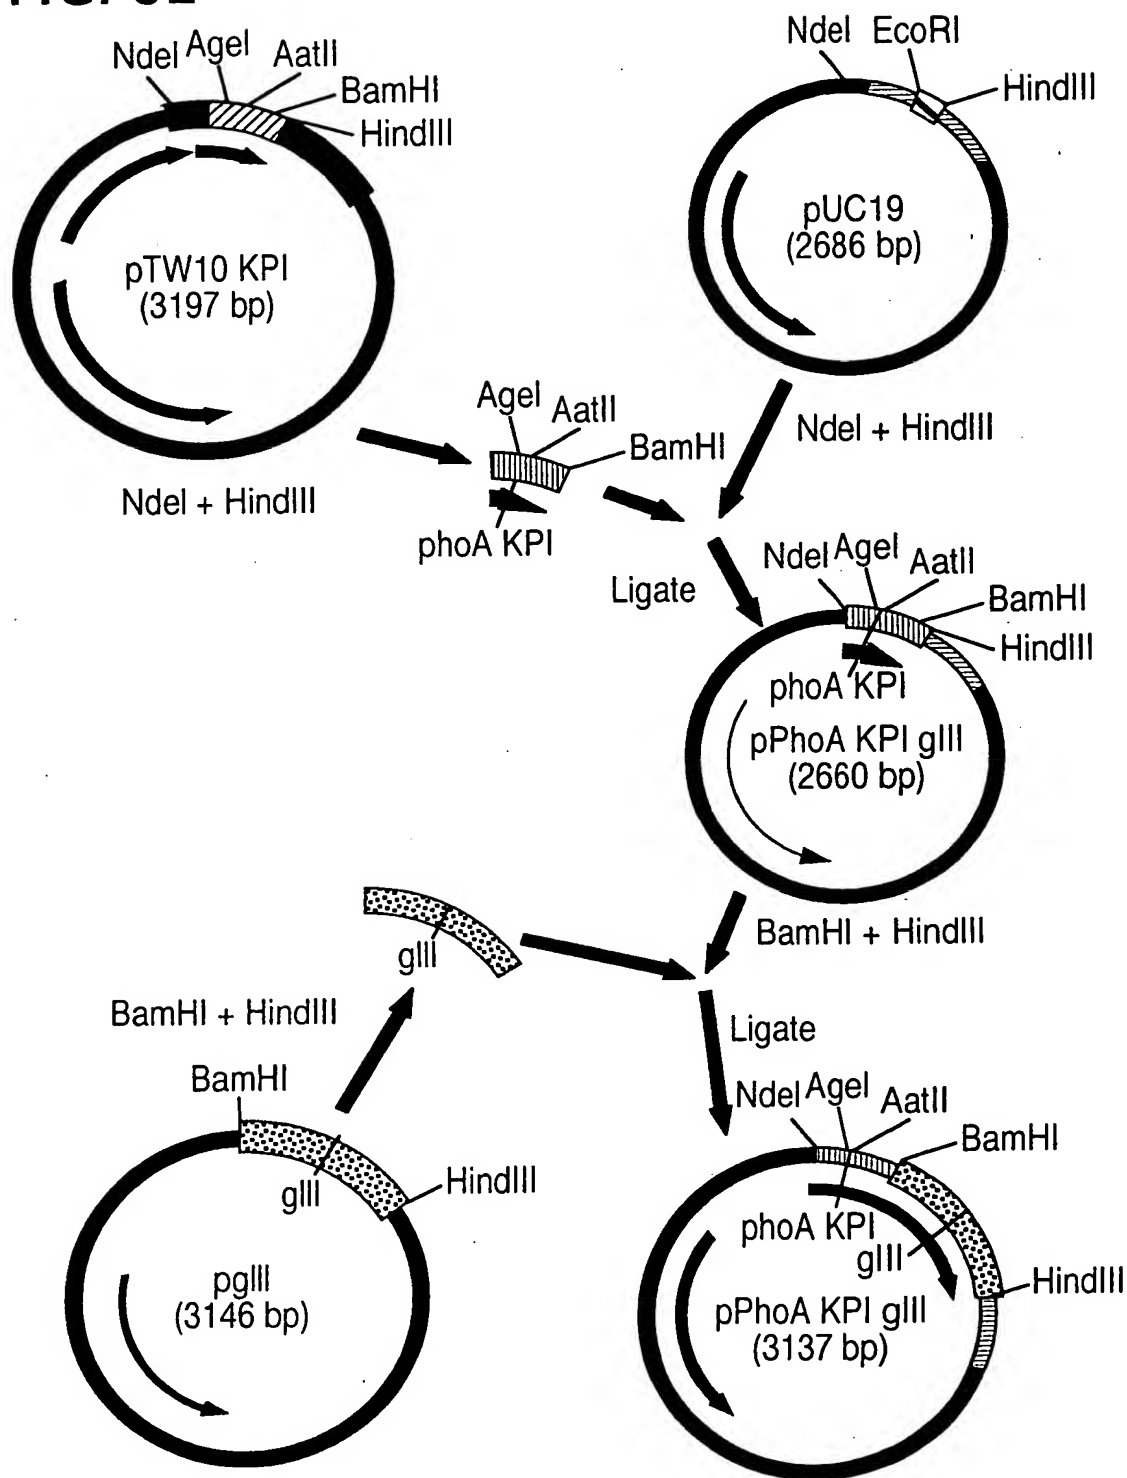 NdeI AgeI AatII
BamHI
HindIII
pTW10 KPI
(3197 bp)
NdeI + HindIII
NdeI EcoRI
HindIII
pUC19
(2686 bp)
NdeI + HindIII
AgeI AatII
BamHI
phoA KPI
Ligate
NdeI AgeI AatII
BamHI
HindIII
phoA KPI
pPhoA KPI gIII
(2660 bp)
BamHI + HindIII
gIII
BamHI + HindIII
BamHI
gIII
HindIII
pgIII
(3146 bp)
Ligate
NdeI AgeI AatII
BamHI
phoA KPI
gIII
HindIII
pPhoA KPI gIII
(3137 bp)